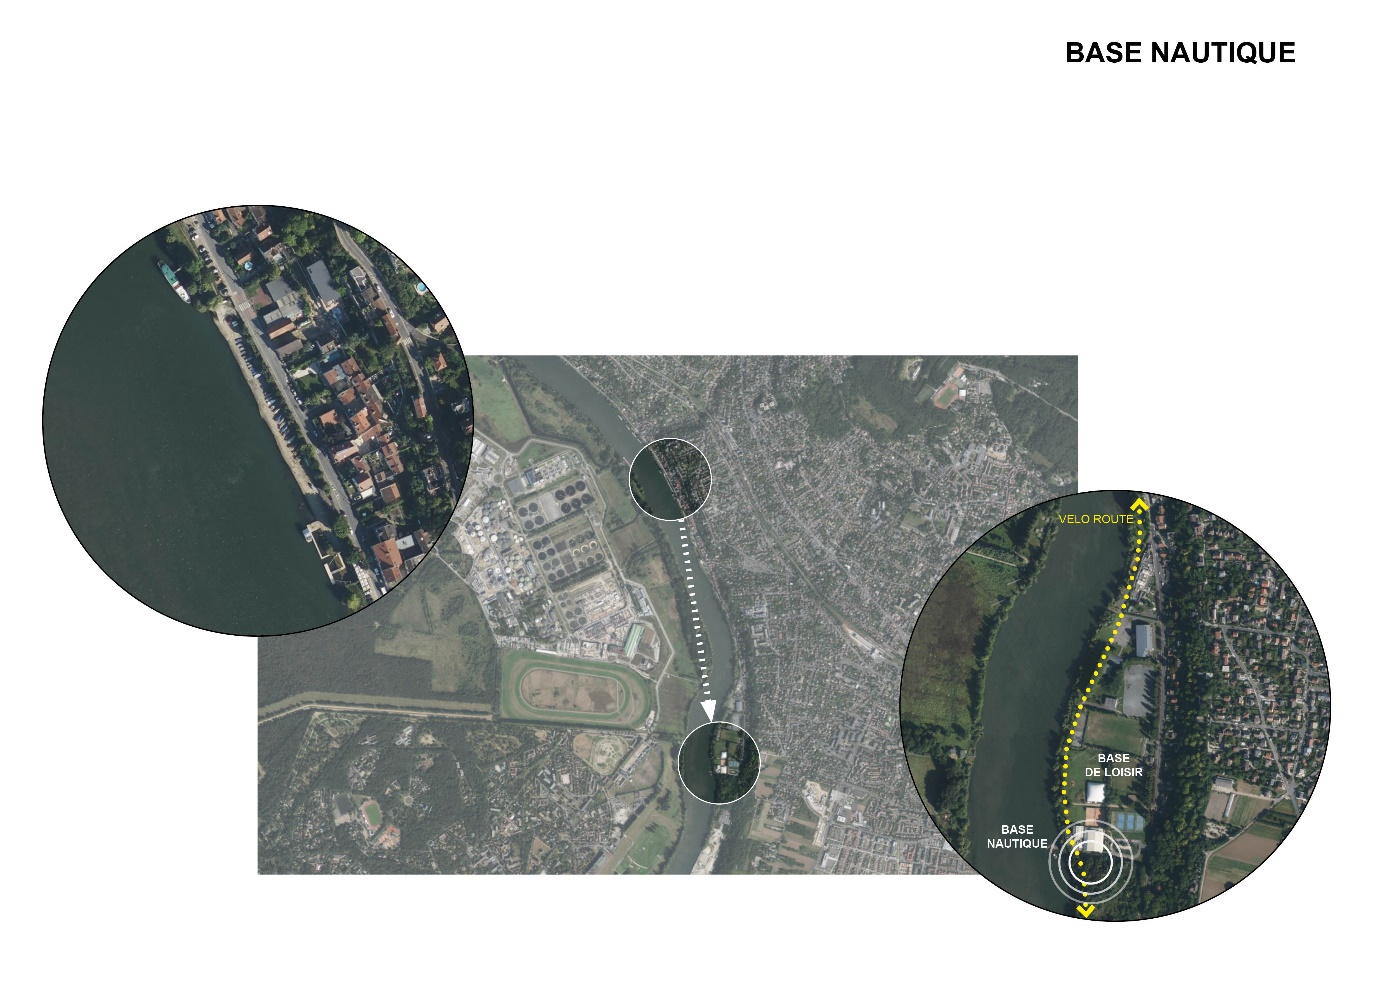 BASE NAUTIQUE
VELO ROUTE
BASE
DE LOISIR
BASE
NAUTIQUE